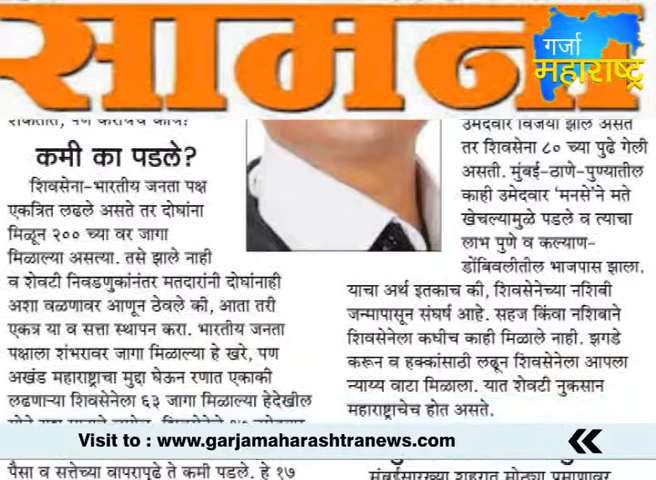 सामना
गर्जा
महाराष्ट्र
कमी का पडले?
शिवसेना-भारतीय जनता पक्ष
एकत्रित लढले असते तर दोघांना
मिळून २०० च्या वर जागा
मिळाल्या असत्या. तसे झाले नाही
व शेवटी निवडणुकांनंतर मतदारांनी दोघांनाही
अशा वळणावर आणून ठेवले की, आता तरी
एकत्र या व सत्ता स्थापन करा. भारतीय जनता
पक्षाला शंभरावर जागा मिळाल्या हे खरे, पण
अखंड महाराष्ट्राचा मुद्दा घेऊन रणात एकाकी
लढणाऱ्या शिवसेनेला ६३ जागा मिळाल्या हेदेखील
पैसा व सत्तेच्या वापरापुढे ते कमी पडले. हे १७
उमेदवार विजयी झाले असते
तर शिवसेना ८० च्या पुढे गेली
असती. मुंबई-ठाणे-पुण्यातील
काही उमेदवार ‘मनसे’ने मते
खेचल्यामुळे पडले व त्याचा
लाभ पुणे व कल्याण-
डोंबिवलीतील भाजपास झाला.
याचा अर्थ इतकाच की, शिवसेनेच्या नशिबी
जन्मापासून संघर्ष आहे. सहज किंवा नशिबाने
शिवसेनेला कधीच काही मिळाले नाही. झगडे
करून व हक्कांसाठी लढून शिवसेनेला आपला
न्याय्य वाटा मिळाला. यात शेवटी नुकसान
महाराष्ट्राचेच होत असते.
मुंबईसारख्या शहरात मोठ्या प्रमाणावर
Visit to : www.garjamaharashtranews.com